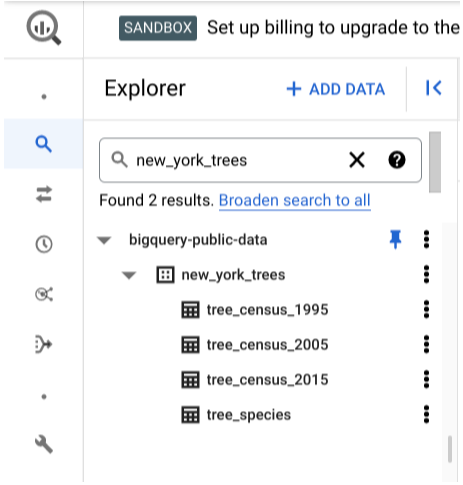 SANDBOX Set up billing to upgrade to the
Explorer
+ ADD DATA
new_york_trees
Found 2 results. Broaden search to all
bigquery-public-data
new_york_trees
tree_census_1995
tree_census_2005
tree_census_2015
tree_species